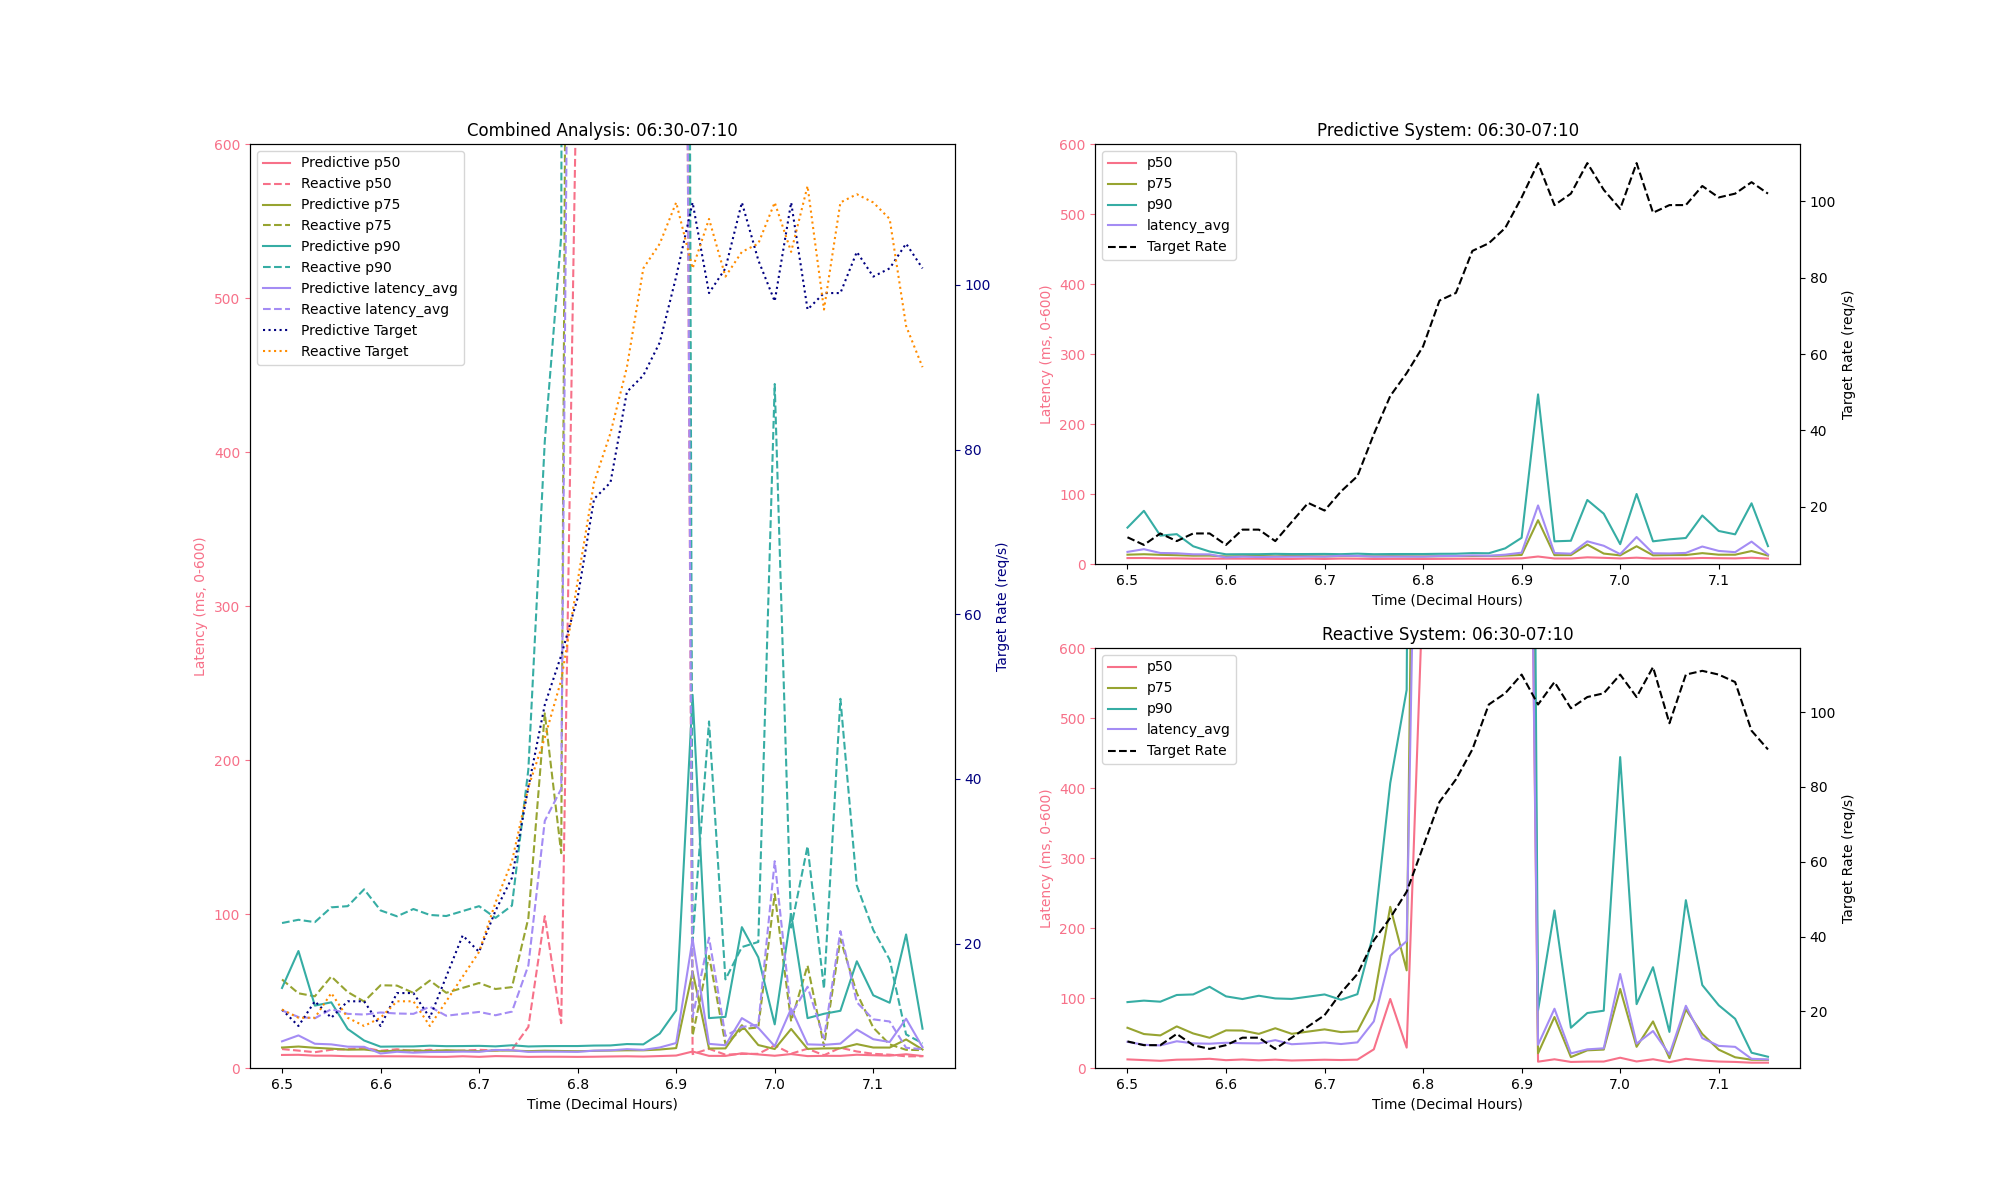 Combined Analysis: 06:30-07:10
600
500
400
300
200
100
0
Latency (ms, 0-600)
Predictive p50
Reactive p50
Predictive p75
Reactive p75
Predictive p90
Reactive p90
Predictive latency_avg
Reactive latency_avg
Predictive Target
Reactive Target
100
80
60
40
20
Target Rate (req/s)
6.5 6.6 6.7 6.8 6.9 7.0 7.1
Time (Decimal Hours)
Predictive System: 06:30-07:10
600
500
400
300
200
100
0
Latency (ms, 0-600)
p50
p75
p90
latency_avg
Target Rate
100
80
60
40
20
Target Rate (req/s)
6.5 6.6 6.7 6.8 6.9 7.0 7.1
Time (Decimal Hours)
Reactive System: 06:30-07:10
600
500
400
300
200
100
0
Latency (ms, 0-600)
p50
p75
p90
latency_avg
Target Rate
100
80
60
40
20
Target Rate (req/s)
6.5 6.6 6.7 6.8 6.9 7.0 7.1
Time (Decimal Hours)